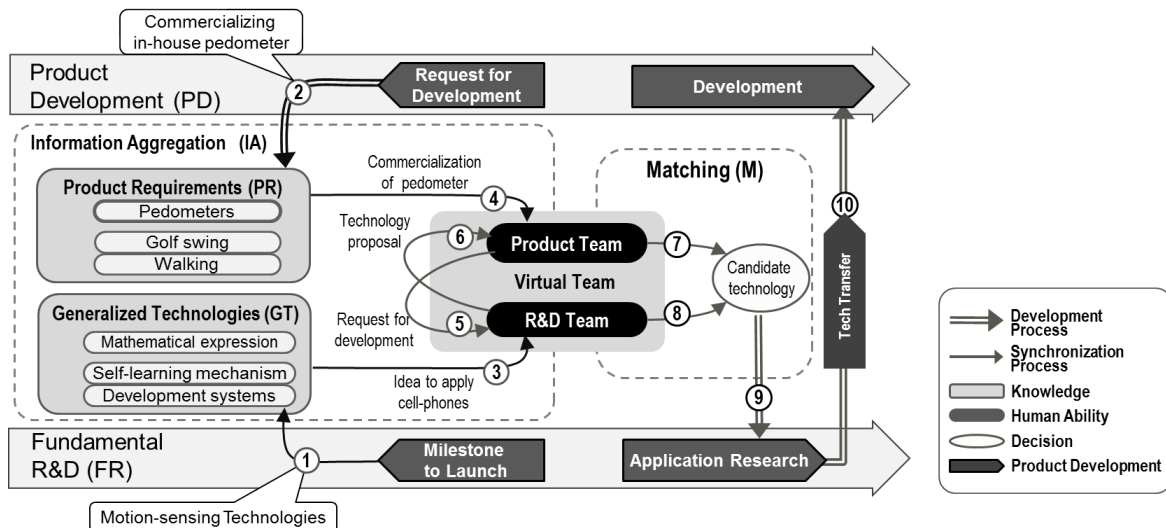 Commercializing
in-house pedometer
Product
Development (PD)
2
Request for
Development
Development
Information Aggregation (IA)
Product Requirements (PR)
Pedometers
Golf swing
Walking
Commercialization
of pedometer
4
Technology
proposal
6
Product Team
7
Virtual Team
Matching (M)
Candidate
technology
10
Generalized Technologies (GT)
Mathematical expression
Self-learning mechanism
Development systems
Request for
development
5
R&D Team
8
3
Idea to apply
cell-phones
9
Tech Transfer
Fundamental
R&D (FR)
1
Milestone
to Launch
Application Research
Motion-sensing Technologies
Development
Process
Synchronization
Process
Knowledge
Human Ability
Decision
Product Development